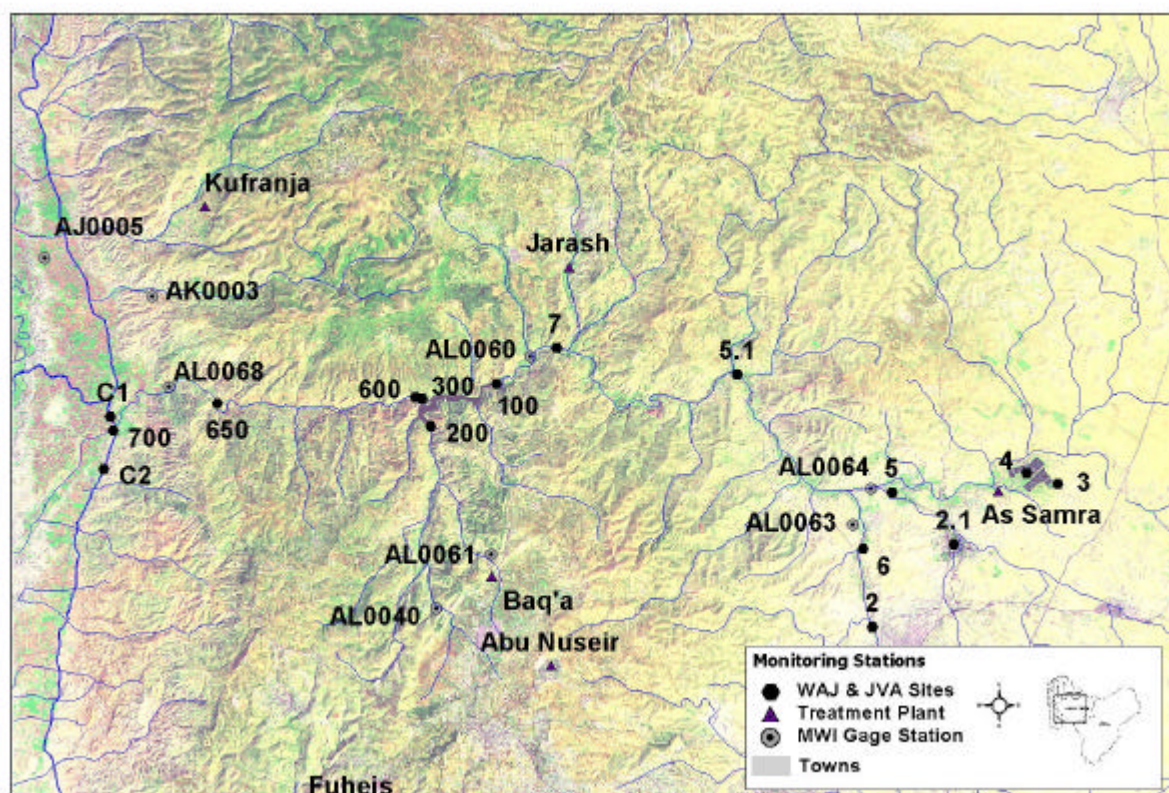 Kufranja
AJ0005
Jarash
AK0003
7
AL0060
5.1
AL0068
600
300
C1
100
650
700
200
4
C2
AL0064
5
3
As Samra
AL0063
2.1
AL0061
6
Baq'a
AL0040
2
Abu Nuseir
Monitoring Stations
WAJ & JVA Sites
Treatment Plant
MWI Gage Station
Towns
Fuheis